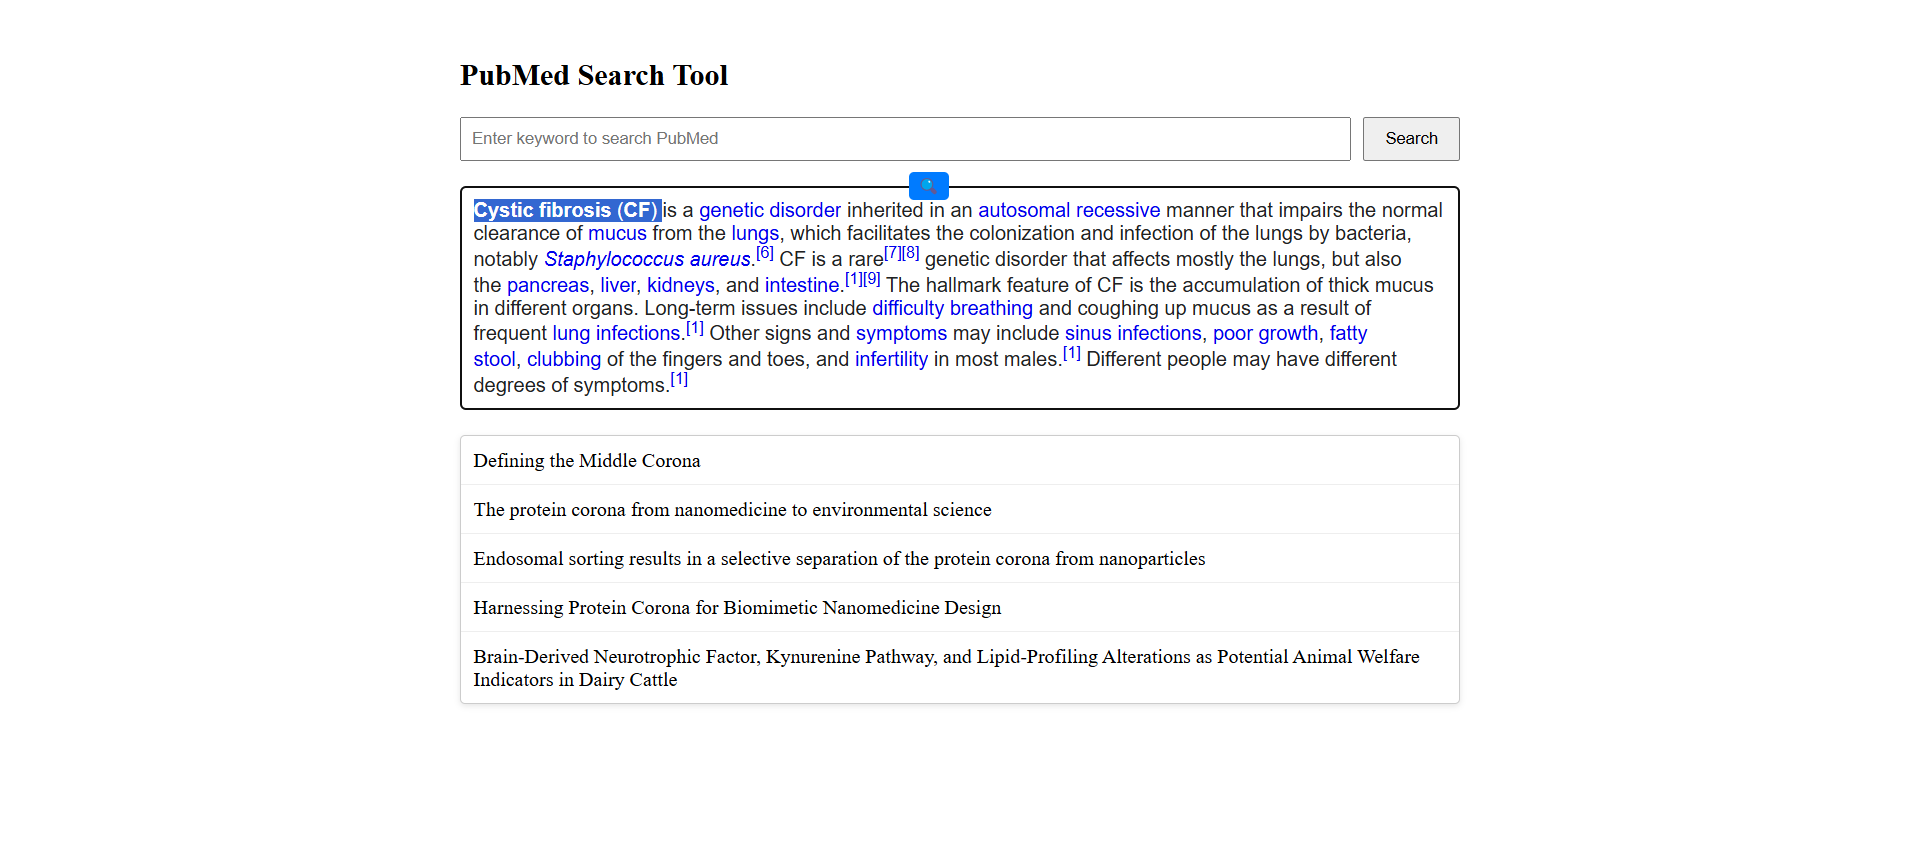 PubMed Search Tool
Enter keyword to search PubMed
Search
Cystic fibrosis (CF) is a genetic disorder inherited in an autosomal recessive manner that impairs the normal
clearance of mucus from the lungs, which facilitates the colonization and infection of the lungs by bacteria,
notably Staphylococcus aureus.[6] CF is a rare[7][8] genetic disorder that affects mostly the lungs, but also
the pancreas, liver, kidneys, and intestine.[1][9] The hallmark feature of CF is the accumulation of thick mucus
in different organs. Long-term issues include difficulty breathing and coughing up mucus as a result of
frequent lung infections.[1] Other signs and symptoms may include sinus infections, poor growth, fatty
stool, clubbing of the fingers and toes, and infertility in most males.[1] Different people may have different
degrees of symptoms.[1]
Defining the Middle Corona
The protein corona from nanomedicine to environmental science
Endosomal sorting results in a selective separation of the protein corona from nanoparticles
Harnessing Protein Corona for Biomimetic Nanomedicine Design
Brain-Derived Neurotrophic Factor, Kynurenine Pathway, and Lipid-Profiling Alterations as Potential Animal Welfare
Indicators in Dairy Cattle